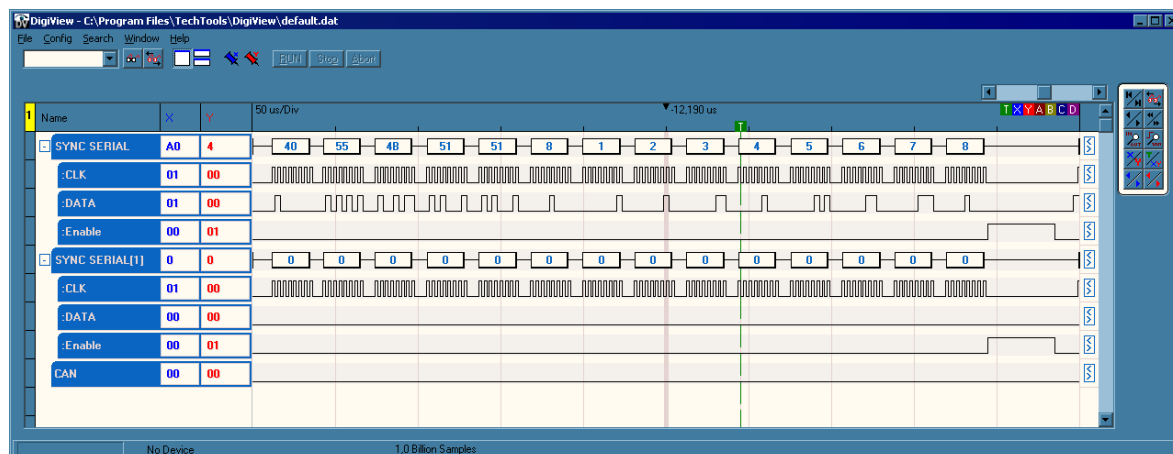 DigiView - C:\Program Files\TechTools\DigiView\default.dat
File Config Search Window Help
RUN Stop Abort
1 Name X Y 50 us/Div -12,190 us T X Y A B C D
T
SYNC SERIAL A0 4 40 55 4B 51 51 8 1 2 3 4 5 6 7 8
:CLK 01 00
:DATA 01 00
:Enable 00 01
SYNC SERIAL[1] 0 0 0 0 0 0 0 0 0 0 0 0 0 0 0 0
:CLK 01 00
:DATA 00 00
:Enable 00 01
CAN 00 00
No Device 1,0 Billion Samples